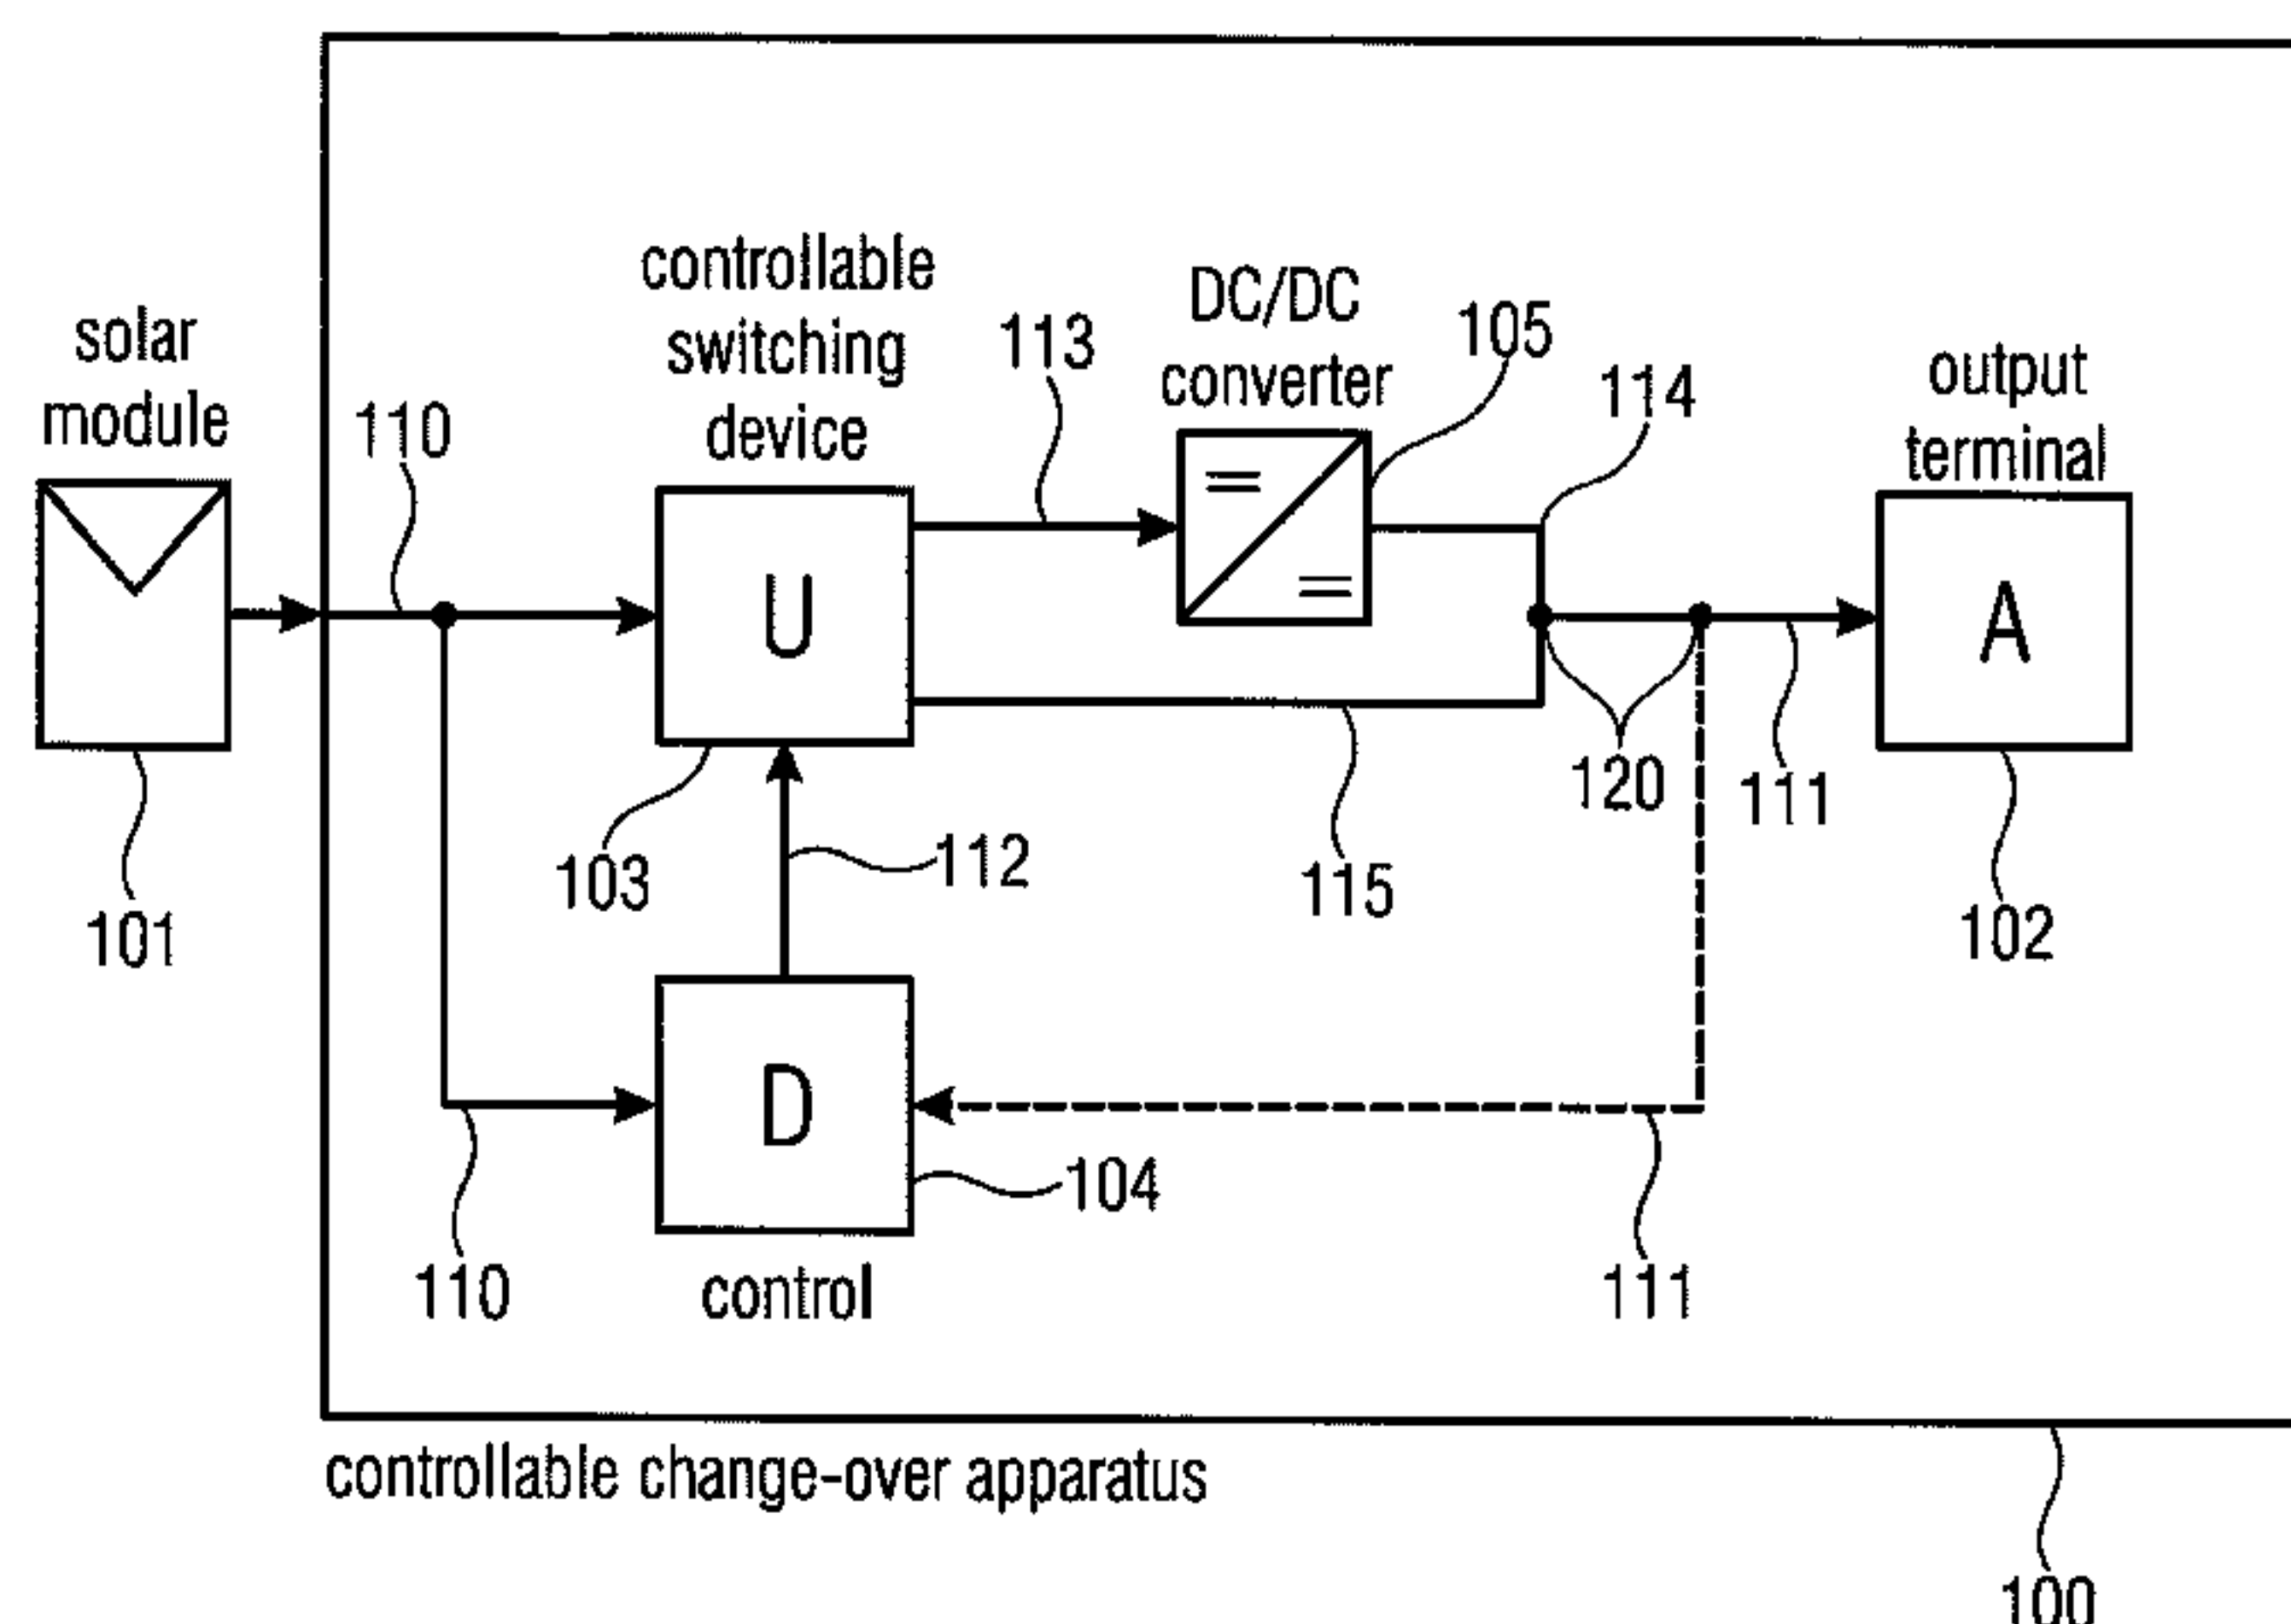 solar
module
110
controllable
switching
device
113
DC/DC
converter
105
114
output
terminal
U
A
120
111
101
103
112
115
102
D
104
110
control
111
controllable change-over apparatus
100